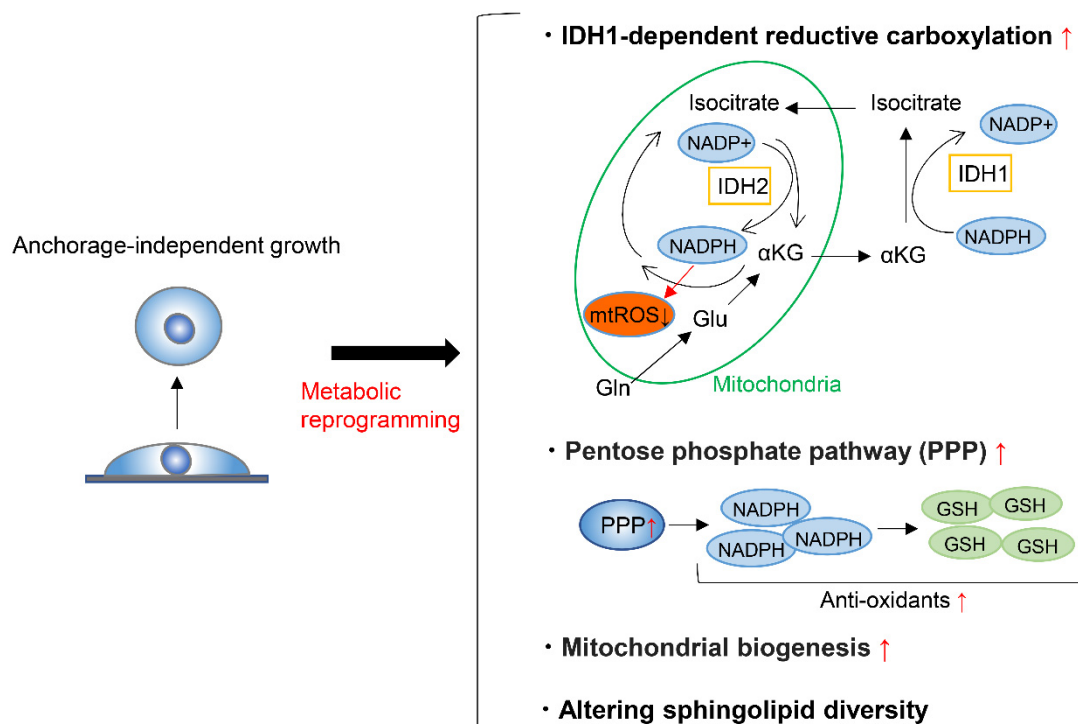 Anchorage-independent growth
Metabolic
reprogramming
· IDH1-dependent reductive carboxylation ↑
Isocitrate
Isocitrate
NADP+
NADP+
IDH2
IDH1
NADPH
αKG
αKG
NADPH
mtROS↓
Glu
Gln
Mitochondria
· Pentose phosphate pathway (PPP) ↑
PPP↑
NADPH
NADPH
NADPH
GSH
GSH
GSH
GSH
Anti-oxidants ↑
· Mitochondrial biogenesis ↑
· Altering sphingolipid diversity